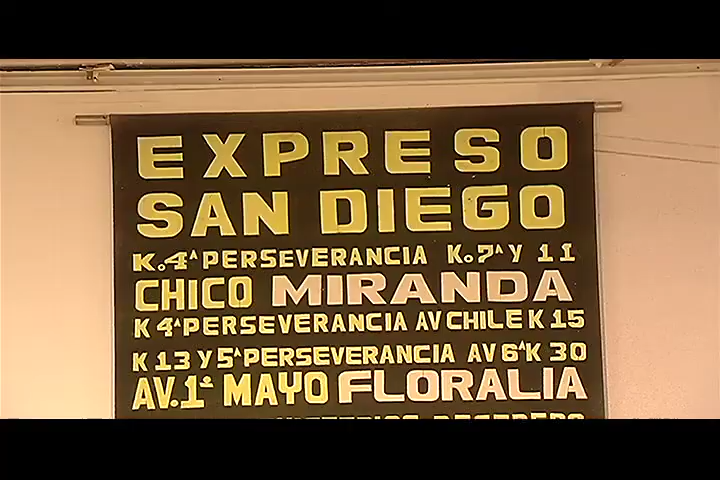 EXPRESO
SAN DIEGO
K.4ª PERSEVERANCIA K.7ª Y 11
CHICO MIRANDA
K 4ª PERSEVERANCIA AV CHILE K 15
K 13 Y 5ª PERSEVERANCIA AV 6ª K 30
AV.1º MAYO FLORALIA